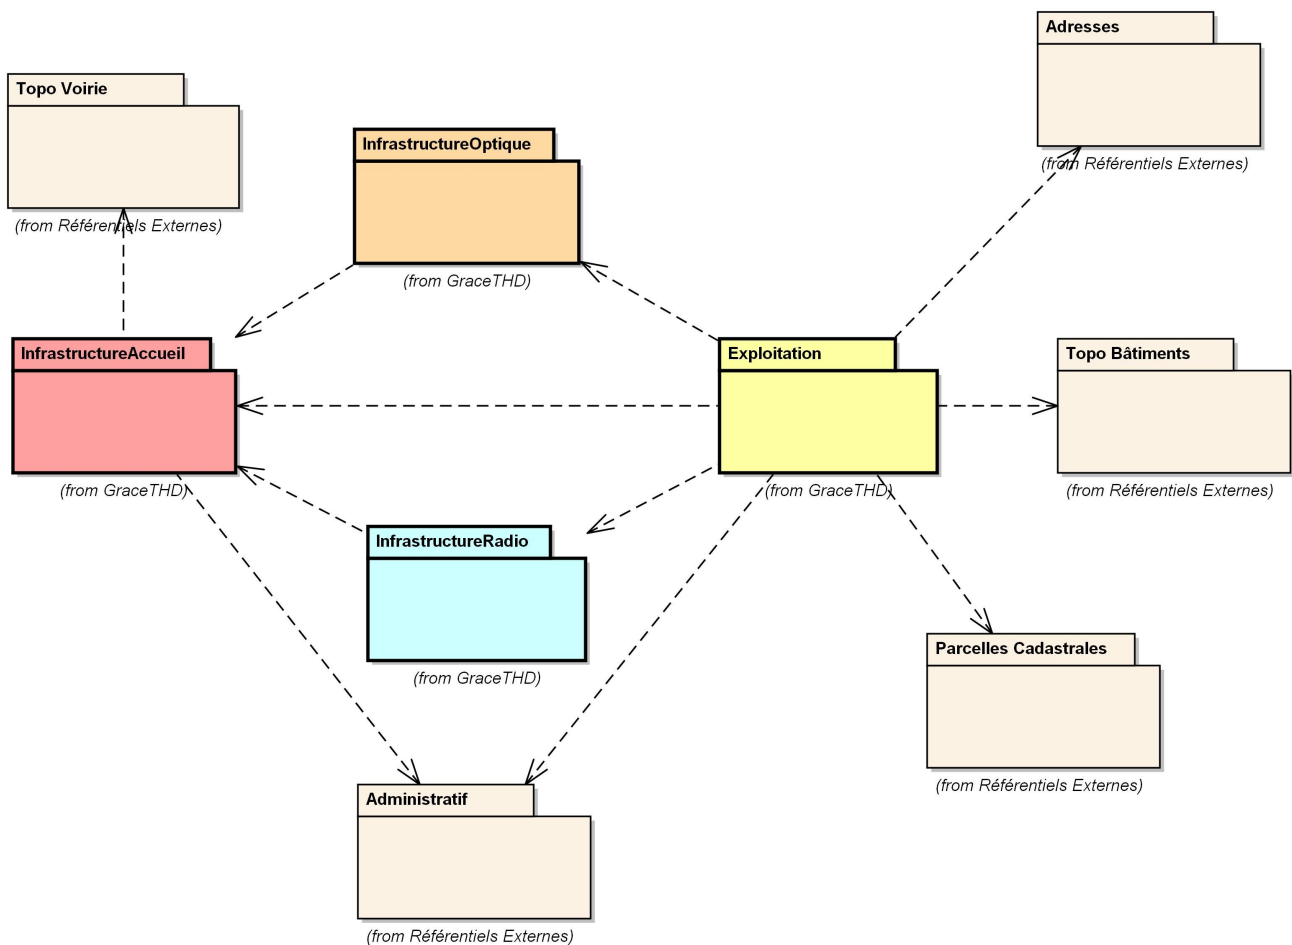 Adresses
(from Référentiels Externes)
Topo Voirie
(from Référentiels Externes)
InfrastructureOptique
(from GraceTHD)
InfrastructureAccueil
(from GraceTHD)
Exploitation
(from GraceTHD)
Topo Bâtiments
(from Référentiels Externes)
InfrastructureRadio
(from GraceTHD)
Parcelles Cadastrales
(from Référentiels Externes)
Administratif
(from Référentiels Externes)